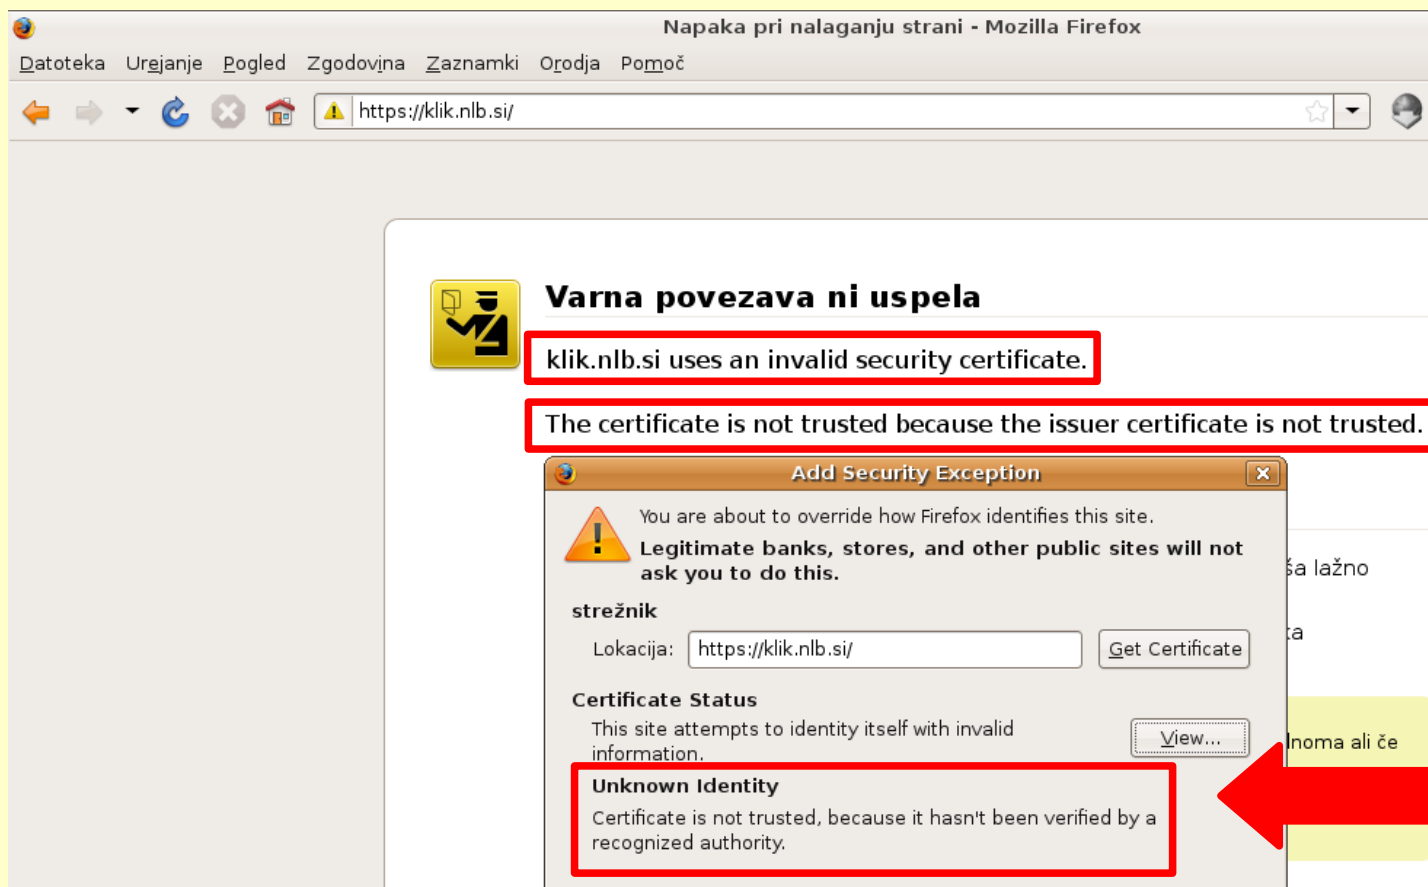 Napaka pri nalaganju strani - Mozilla Firefox
Datoteka Urejanje Pogled Zgodovina Zaznamki Orodja Pomoč
https://klik.nlb.si/
Varna povezava ni uspela
klik.nlb.si uses an invalid security certificate.
The certificate is not trusted because the issuer certificate is not trusted.
Add Security Exception
You are about to override how Firefox identifies this site.
Legitimate banks, stores, and other public sites will not
ask you to do this.
ša lažno
strežnik
ka
Lokacija: https://klik.nlb.si/ Get Certificate
Certificate Status
This site attempts to identity itself with invalid
information.
View...
dnoma ali če
Unknown Identity
Certificate is not trusted, because it hasn't been verified by a
recognized authority.